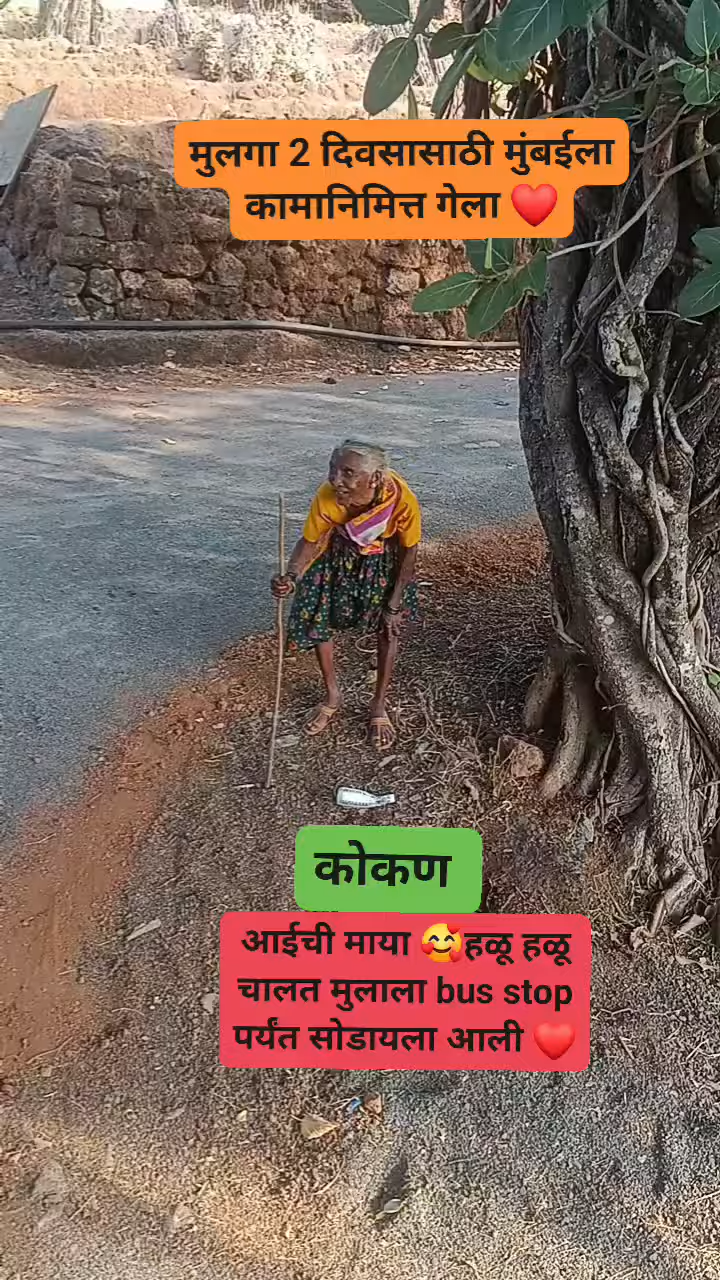 मुलगा 2 दिवसासाठी मुंबईला
कामानिमित्त गेला ❤️
कोकण
आईची माया 🥰हळू हळू
चालत मुलाला bus stop
पर्यंत सोडायला आली ❤️